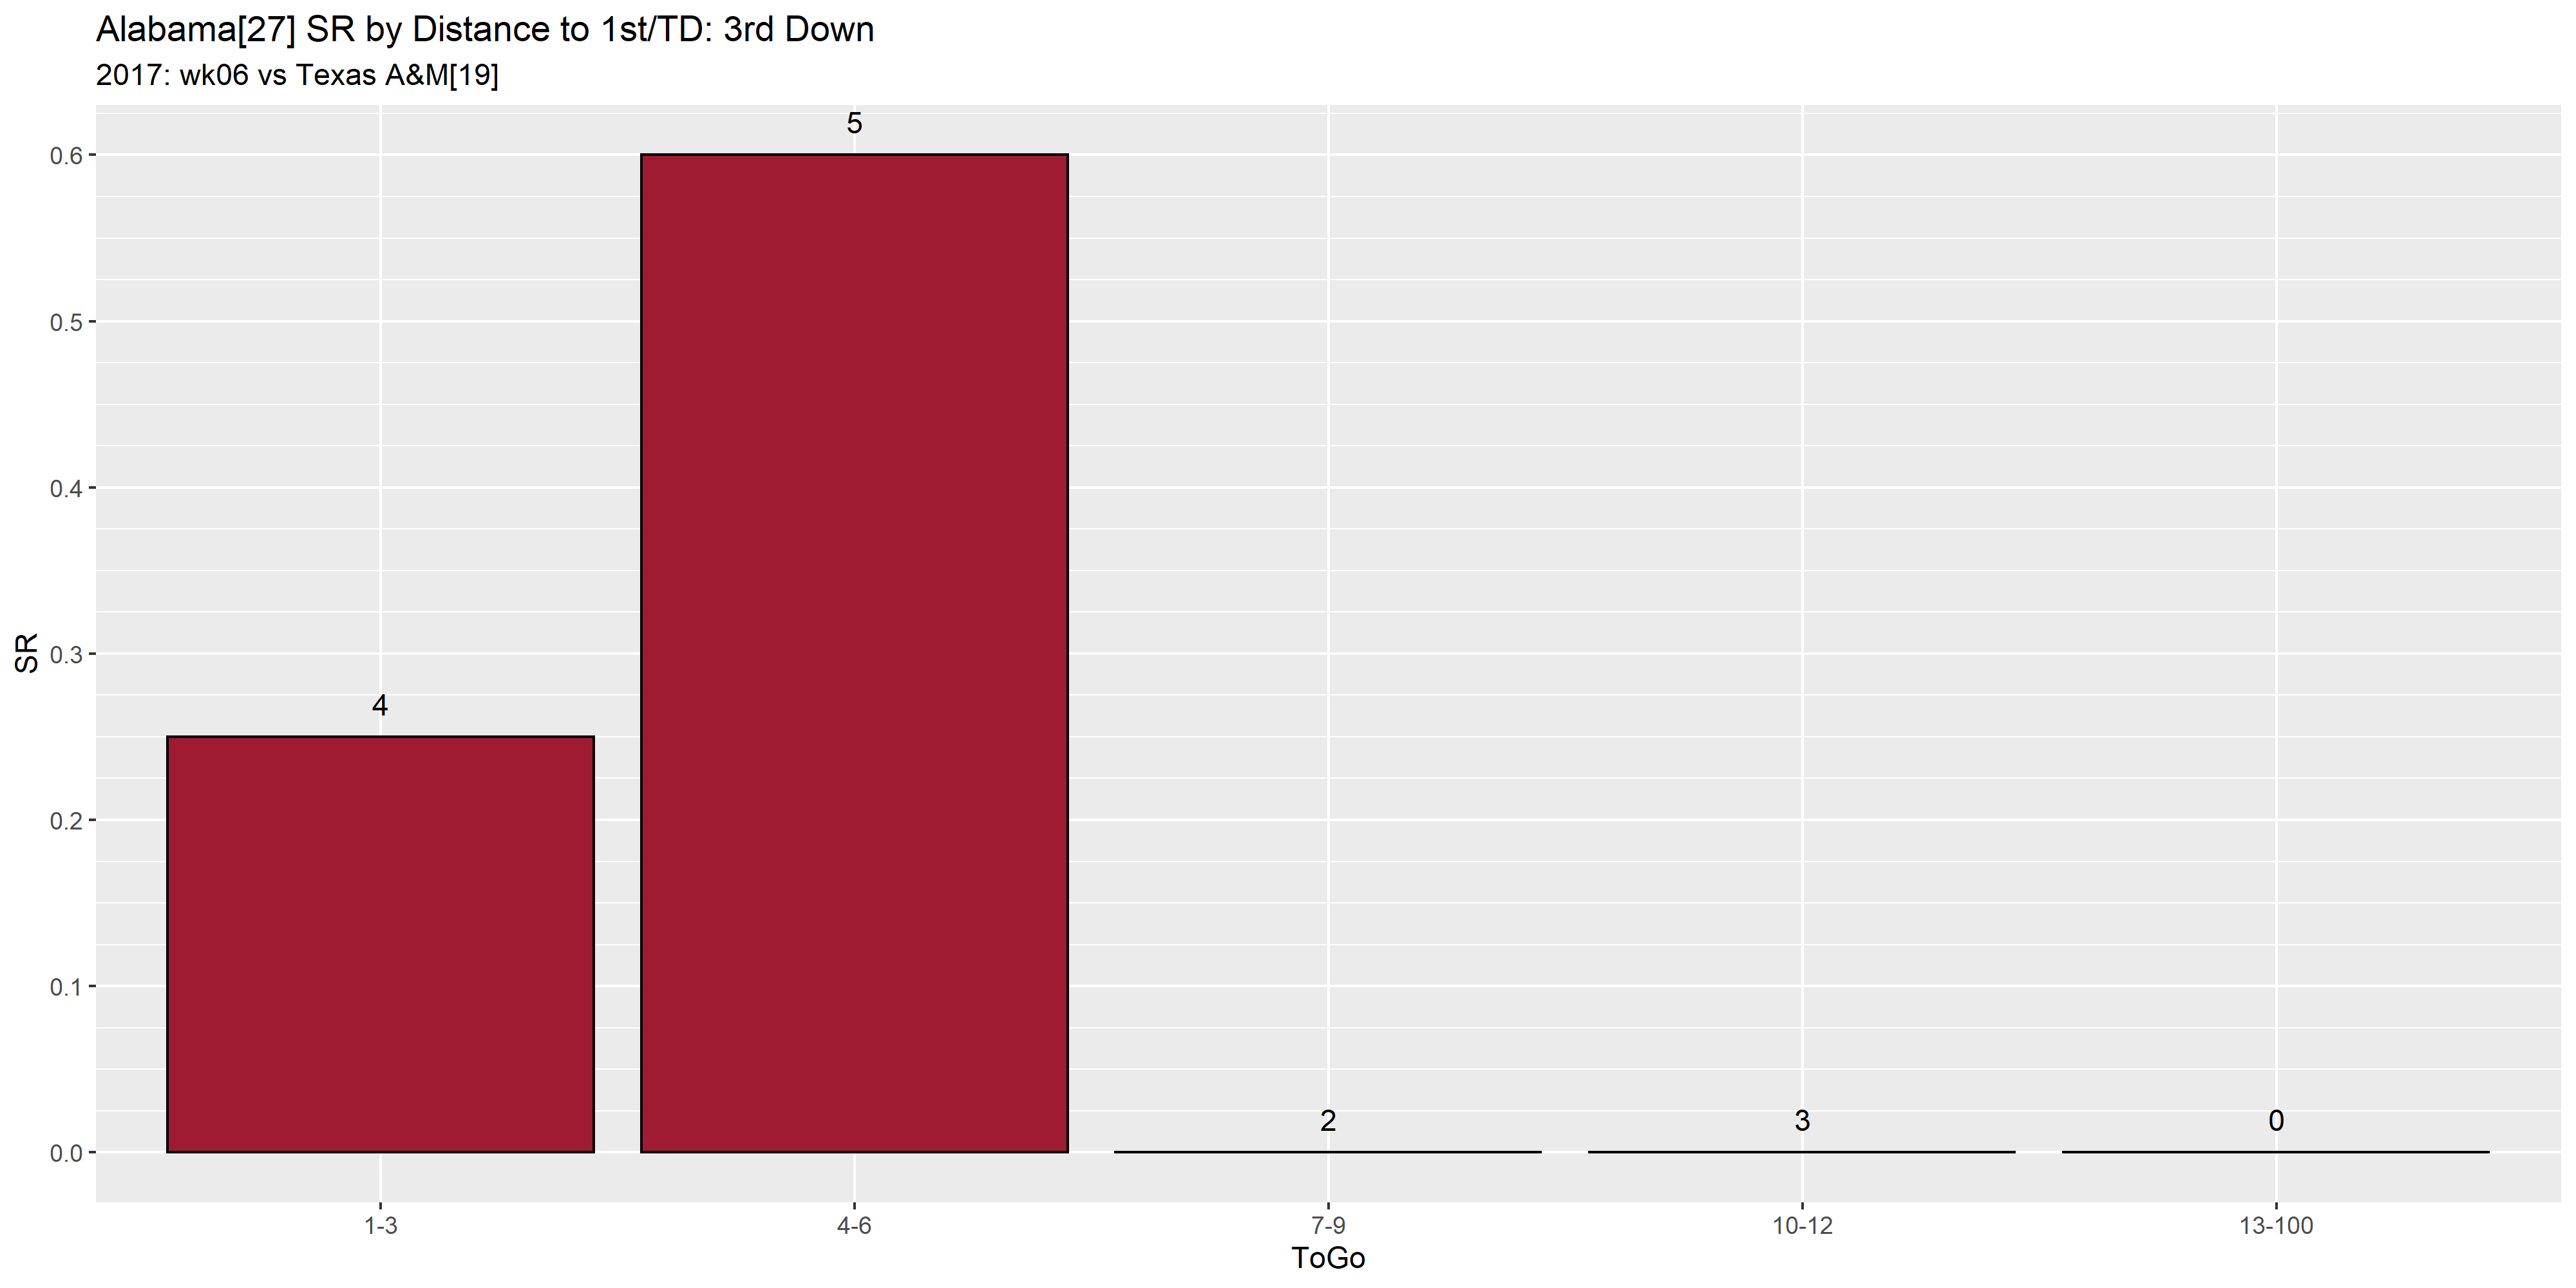 Alabama[27] SR by Distance to 1st/TD: 3rd Down
2017: wk06 vs Texas A&M[19]
5
0.6
0.5
0.4
SR
0.3
4
0.2
0.1
2 3 0
0.0
1-3 4-6 7-9 10-12 13-100
ToGo